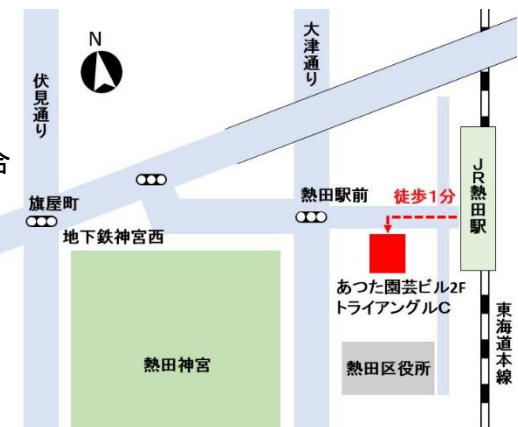 N
大津通り
伏見通り
合
旗屋町
地下鉄神宮西
熱田駅前
徒歩1分
JR熱田駅
あつた園芸ビル2F
トライアングルC
東海道本線
熱田神宮
熱田区役所